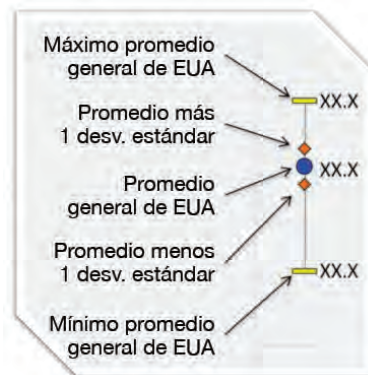 Máximo promedio
general de EUA
XX.X
Promedio más
1 desv. estándar
Promedio
general de EUA
XX.X
Promedio menos
1 desv. estándar
XX.X
Mínimo promedio
general de EUA